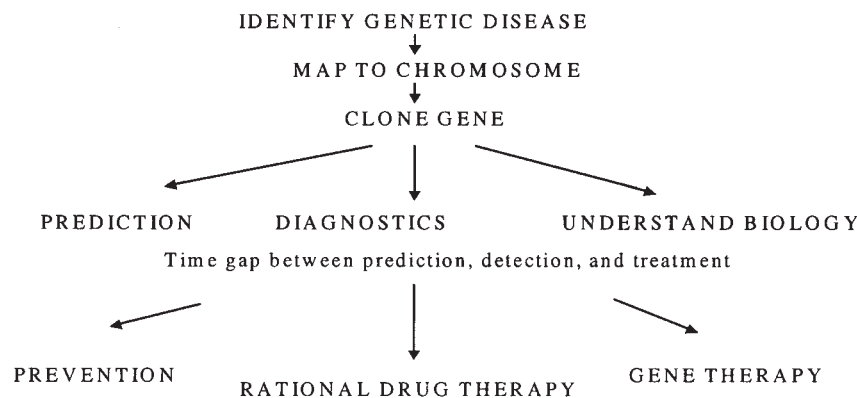 IDENTIFY GENETIC DISEASE
MAP TO CHROMOSOME
CLONE GENE
PREDICTION DIAGNOSTICS UNDERSTAND BIOLOGY
Time gap between prediction, detection, and treatment
PREVENTION RATIONAL DRUG THERAPY GENE THERAPY